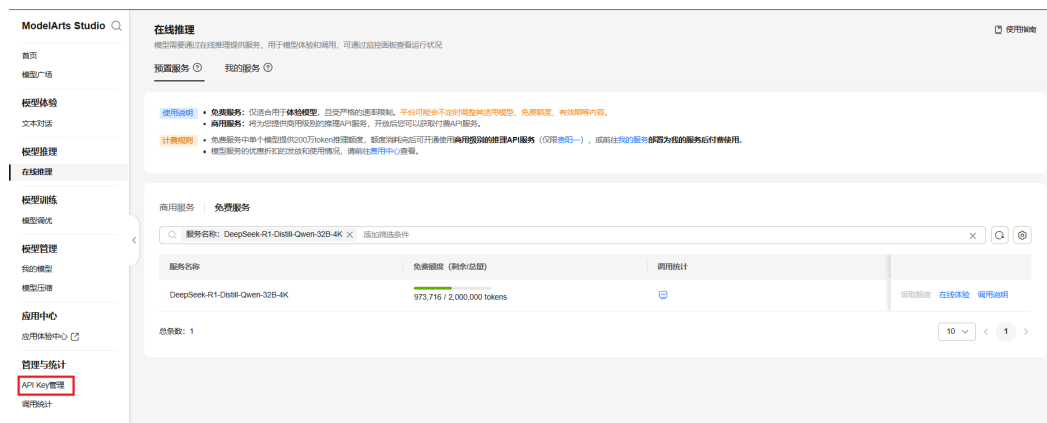 ModelArts Studio
首页
模型广场
模型体验
文本对话
模型推理
在线推理
模型训练
模型调优
模型管理
我的模型
模型压缩
应用中心
应用体验中心
管理与统计
API Key管理
调用统计
在线推理
使用指南
模型需要通过在线推理提供服务，用于模型体验和调用，可通过监控面板查看运行状况
预置服务
我的服务
使用说明 • 免费服务：仅适合用于体验模型，且受严格的速率限制。平台可能会不定时调整其适用模型、免费额度、有效期等内容。
• 商用服务：将为您提供商用级别的推理API服务，开放后您可以获取付费API服务。
计费规则 • 免费服务中单个模型提供200万token推理额度，额度消耗完后可开通使用商用级别的推理API服务（仅限贵阳一），或前往我的服务部署为我的服务后付费使用。
• 模型服务的优惠折扣的发放和使用情况，请前往费用中心查看。
商用服务 免费服务
服务名称：DeepSeek-R1-Distill-Qwen-32B-4K × 添加筛选条件
服务名称 免费额度（剩余/总量） 调用统计
DeepSeek-R1-Distill-Qwen-32B-4K 973,716 / 2,000,000 tokens 领取额度 在线体验 调用说明
总条数：1 10 1